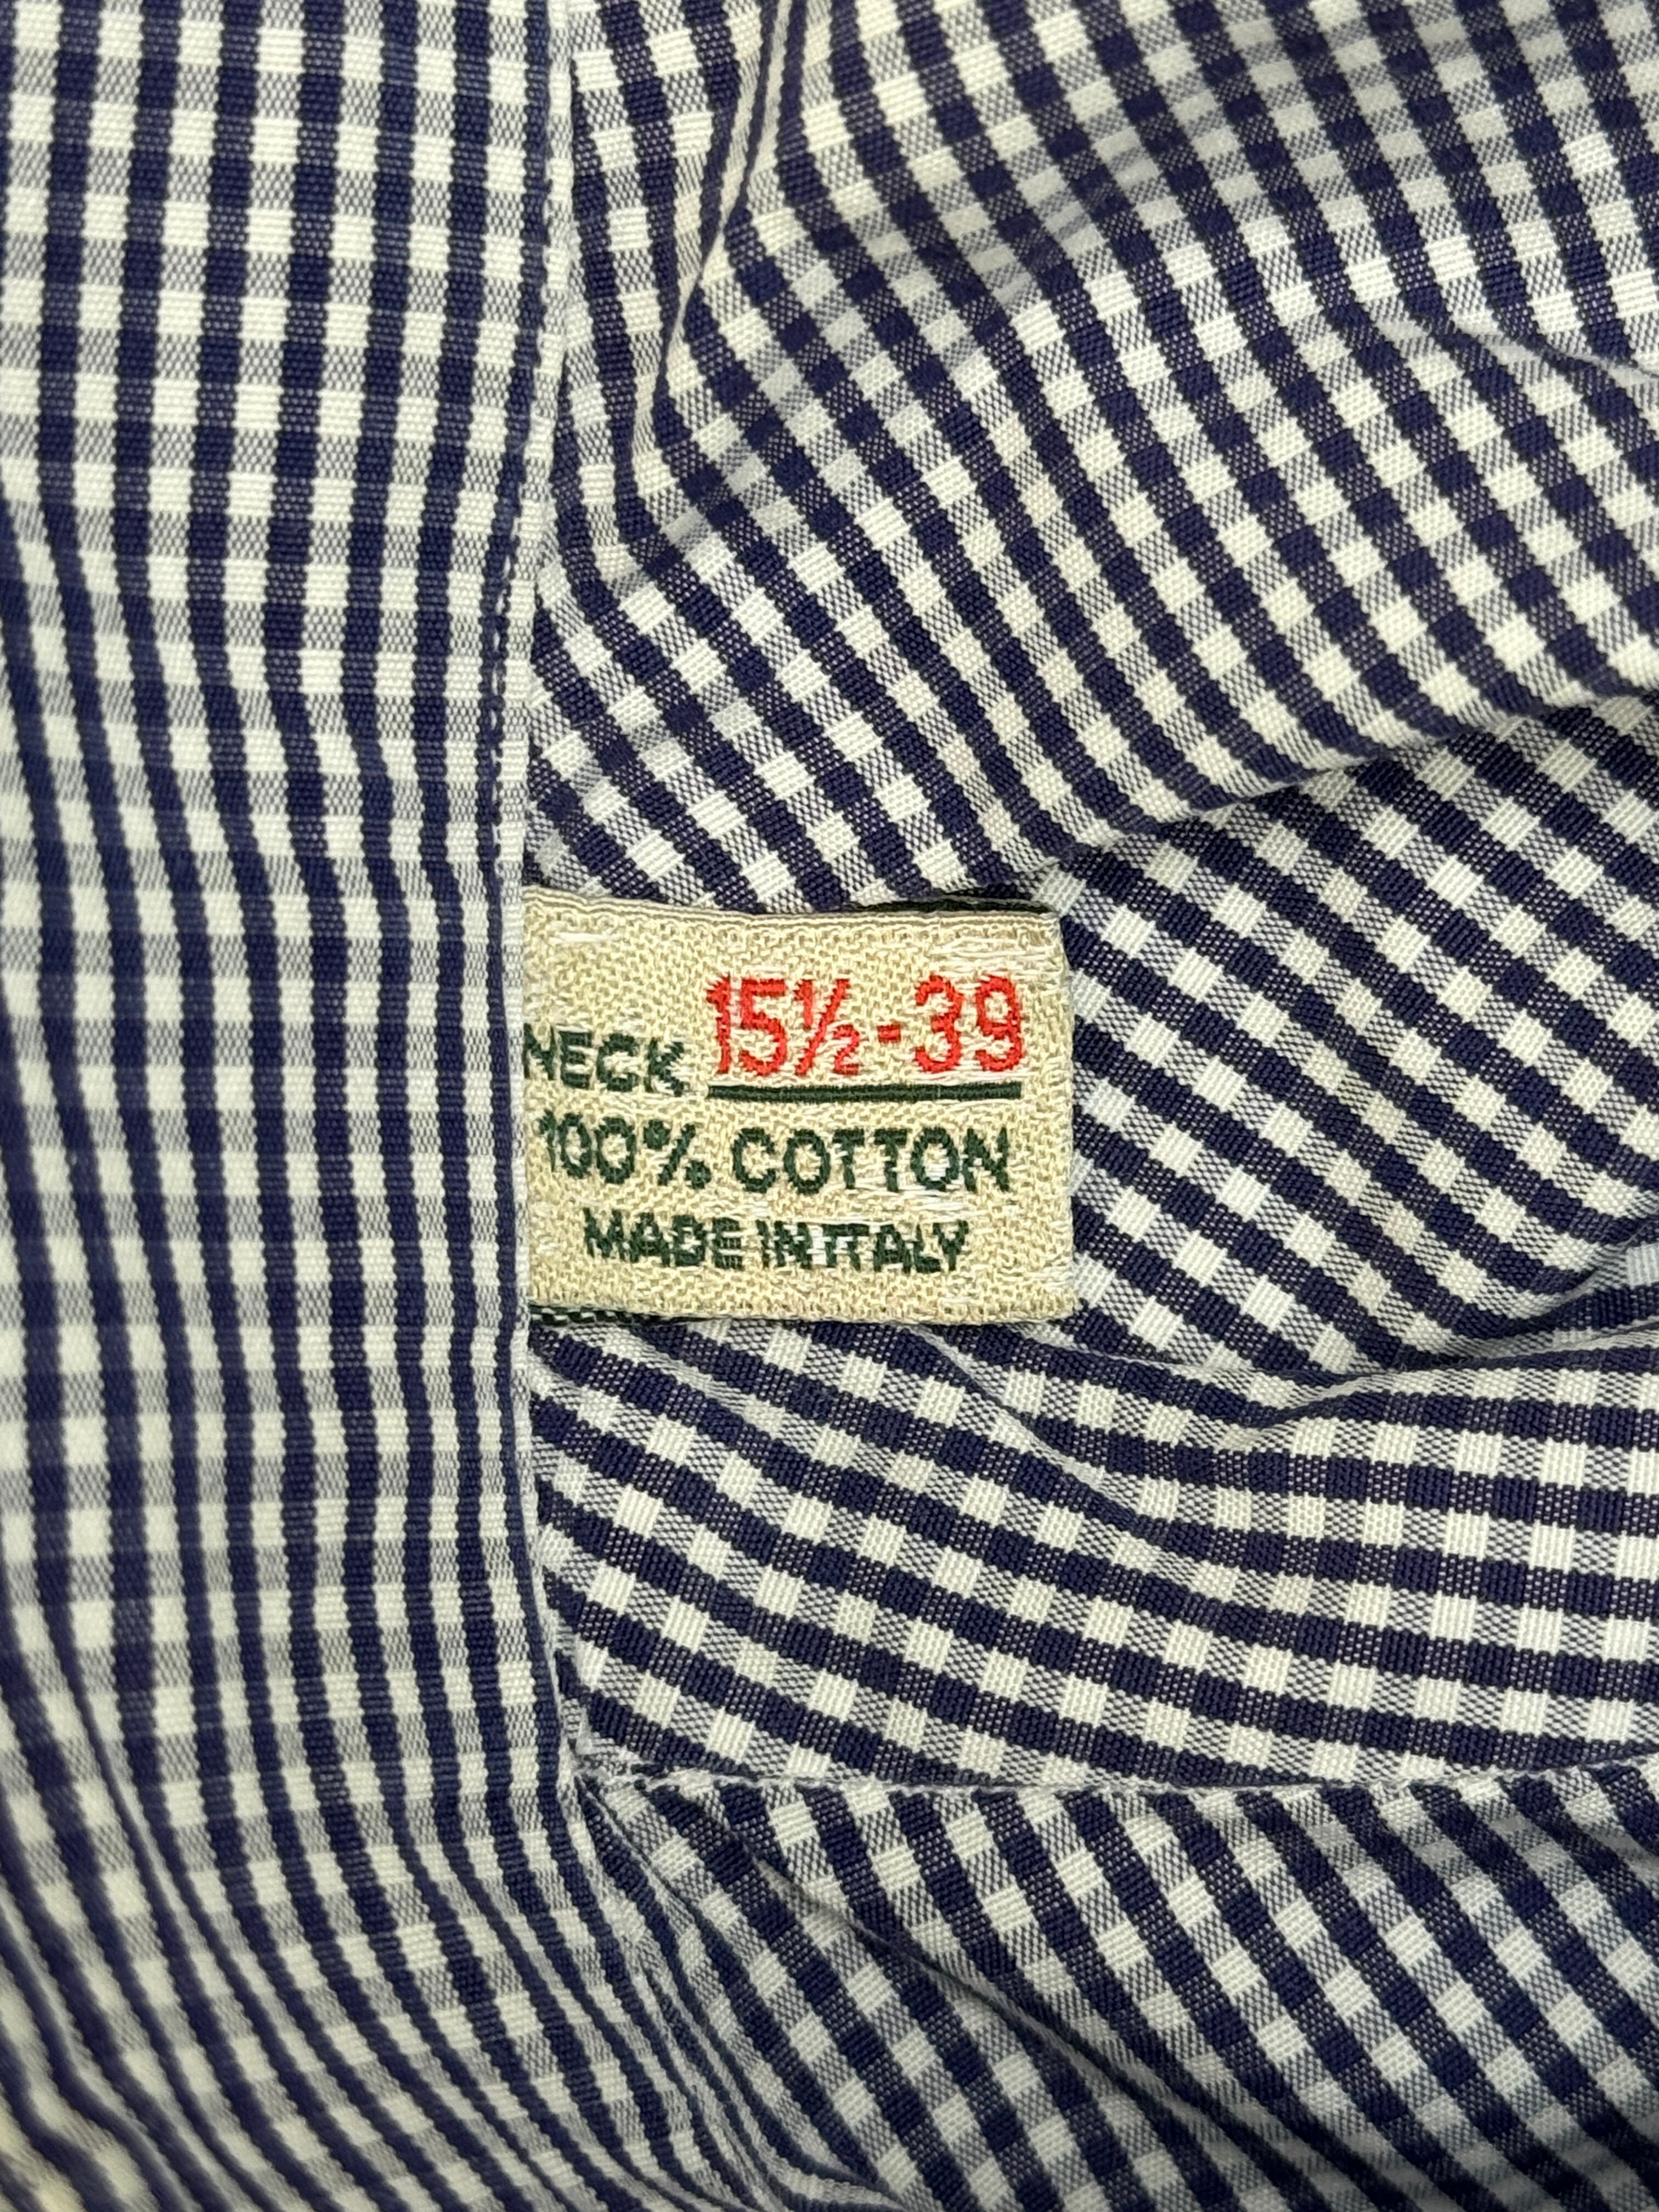 NECK 15½-39
100% COTTON
MADE IN ITALY